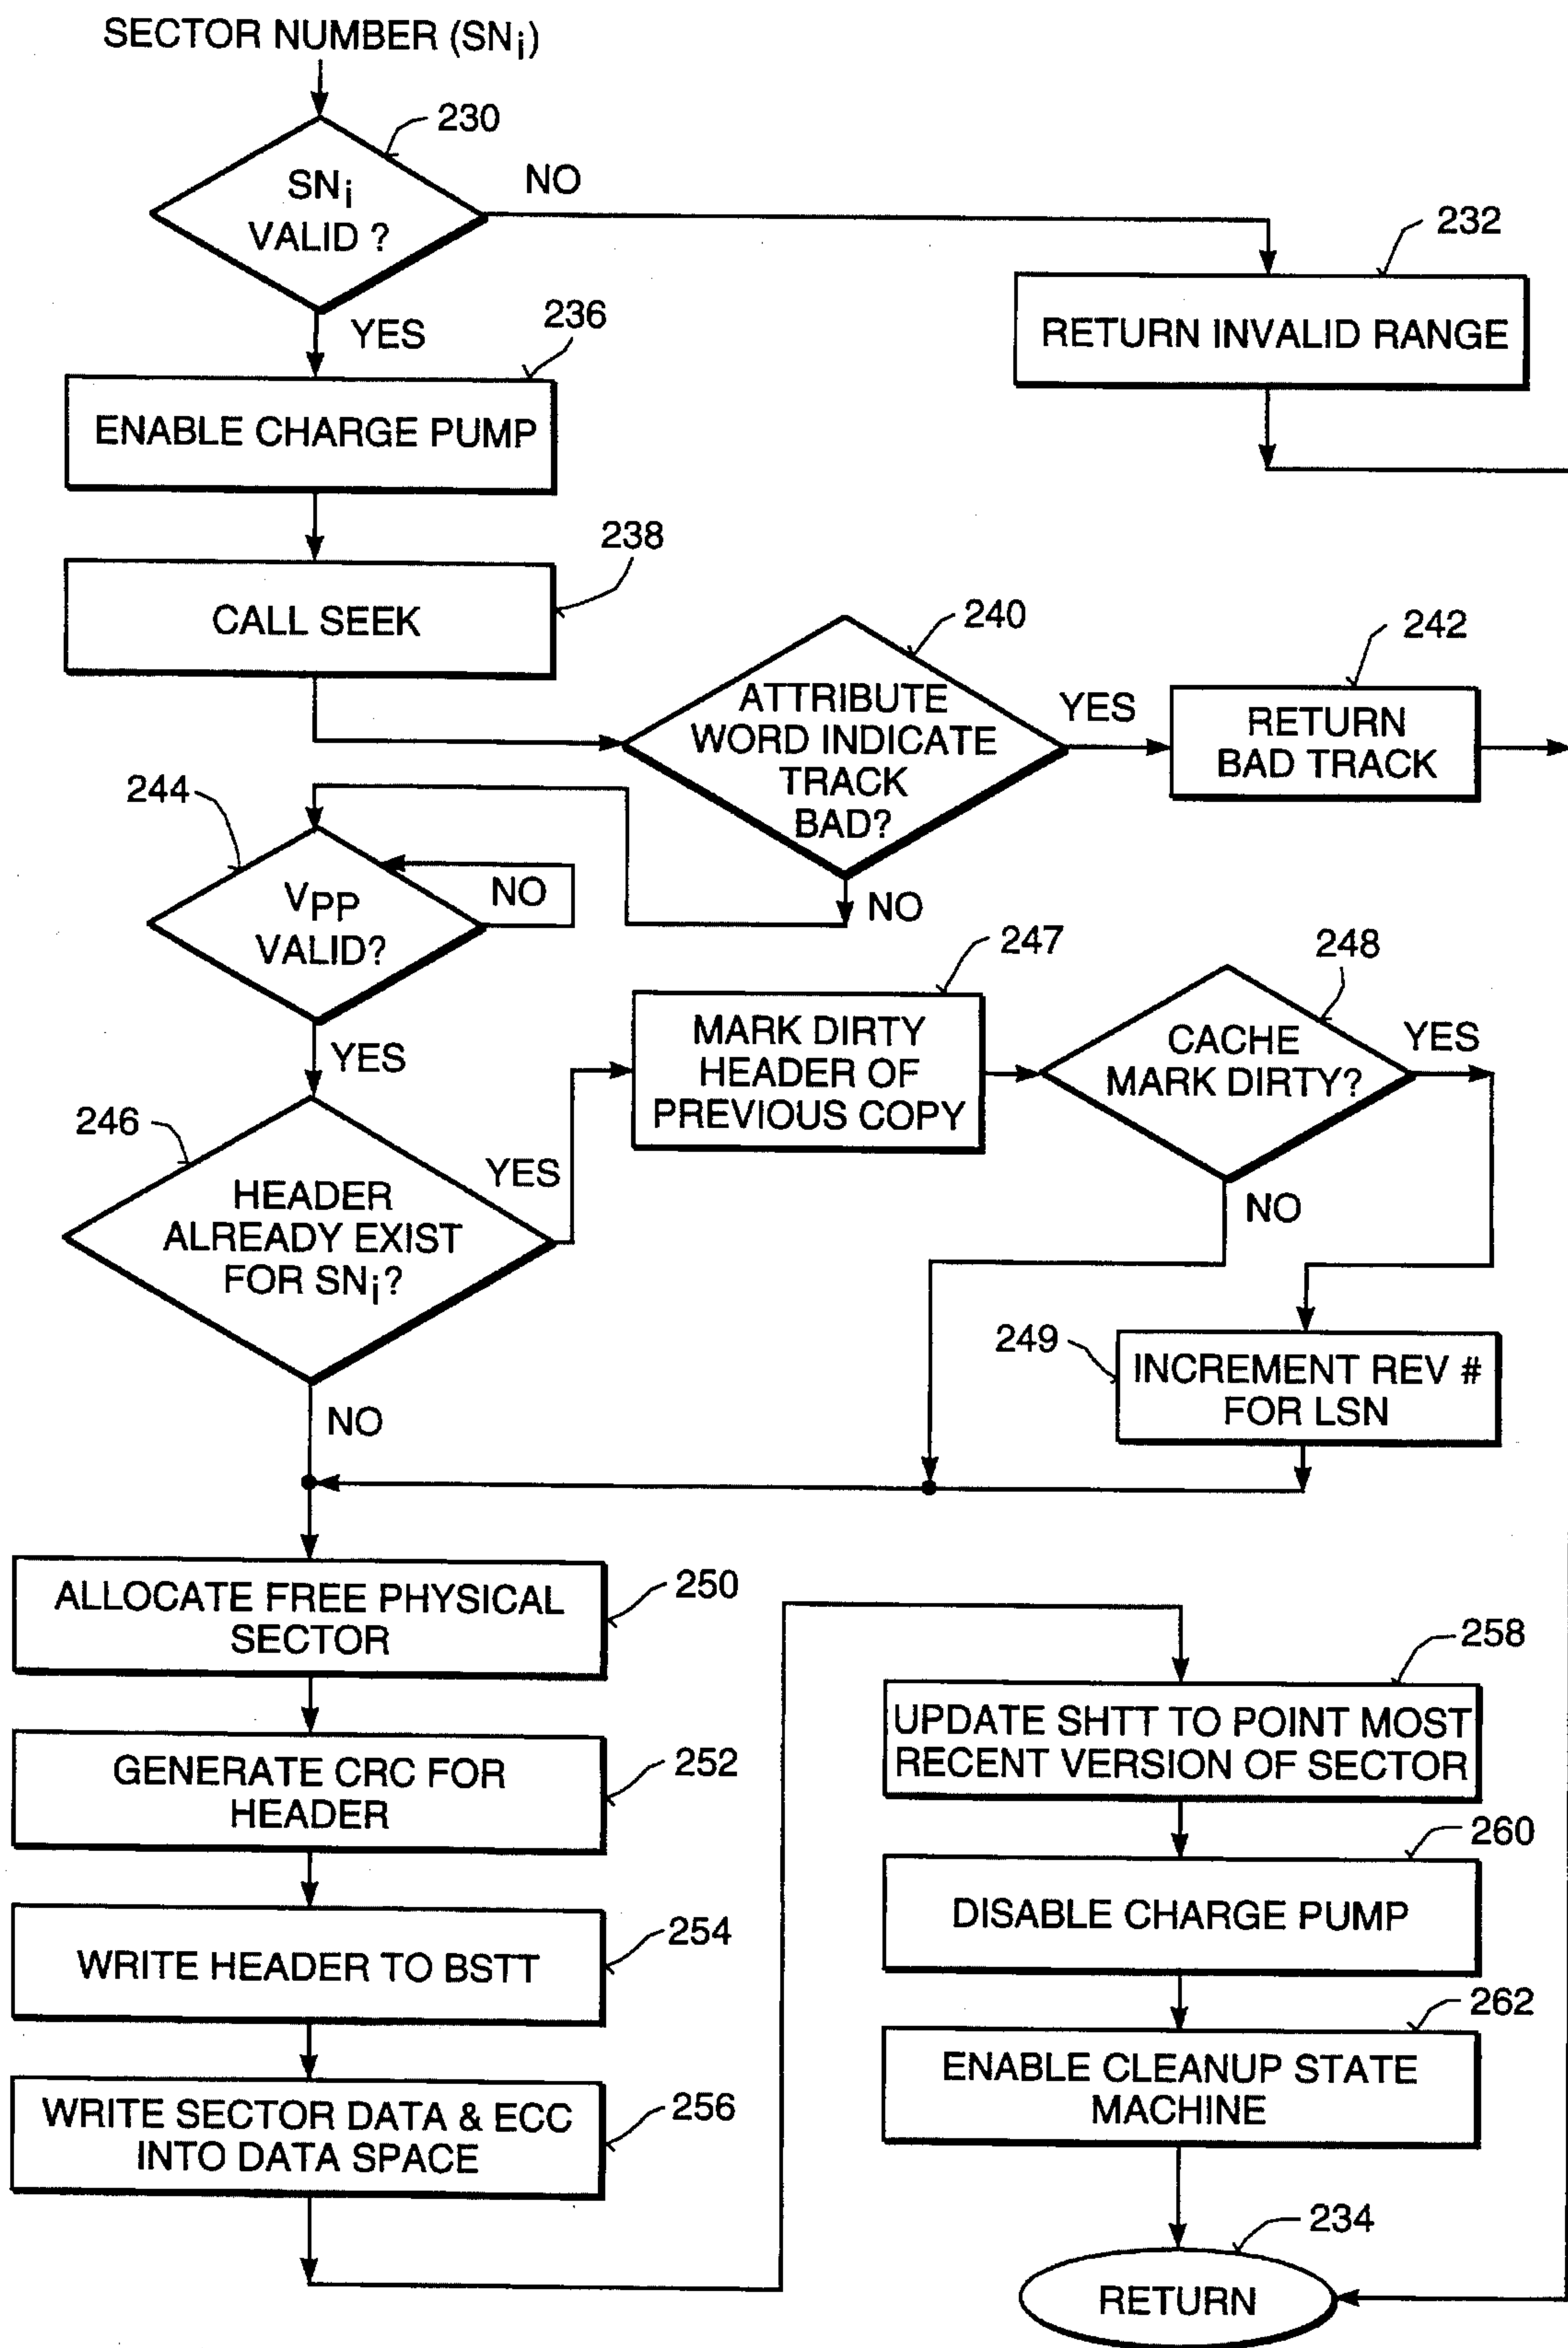 SECTOR NUMBER (SNi)
230
SNi
VALID ?
NO
232
RETURN INVALID RANGE
YES
236
ENABLE CHARGE PUMP
238
CALL SEEK
240
ATTRIBUTE
WORD INDICATE
TRACK
BAD?
YES
242
RETURN
BAD TRACK
NO
244
VPP
VALID?
NO
YES
246
HEADER
ALREADY EXIST
FOR SNi?
YES
247
MARK DIRTY
HEADER OF
PREVIOUS COPY
248
CACHE
MARK DIRTY?
YES
NO
249
INCREMENT REV #
FOR LSN
NO
250
ALLOCATE FREE PHYSICAL
SECTOR
252
GENERATE CRC FOR
HEADER
254
WRITE HEADER TO BSTT
256
WRITE SECTOR DATA & ECC
INTO DATA SPACE
258
UPDATE SHTT TO POINT MOST
RECENT VERSION OF SECTOR
260
DISABLE CHARGE PUMP
262
ENABLE CLEANUP STATE
MACHINE
234
RETURN